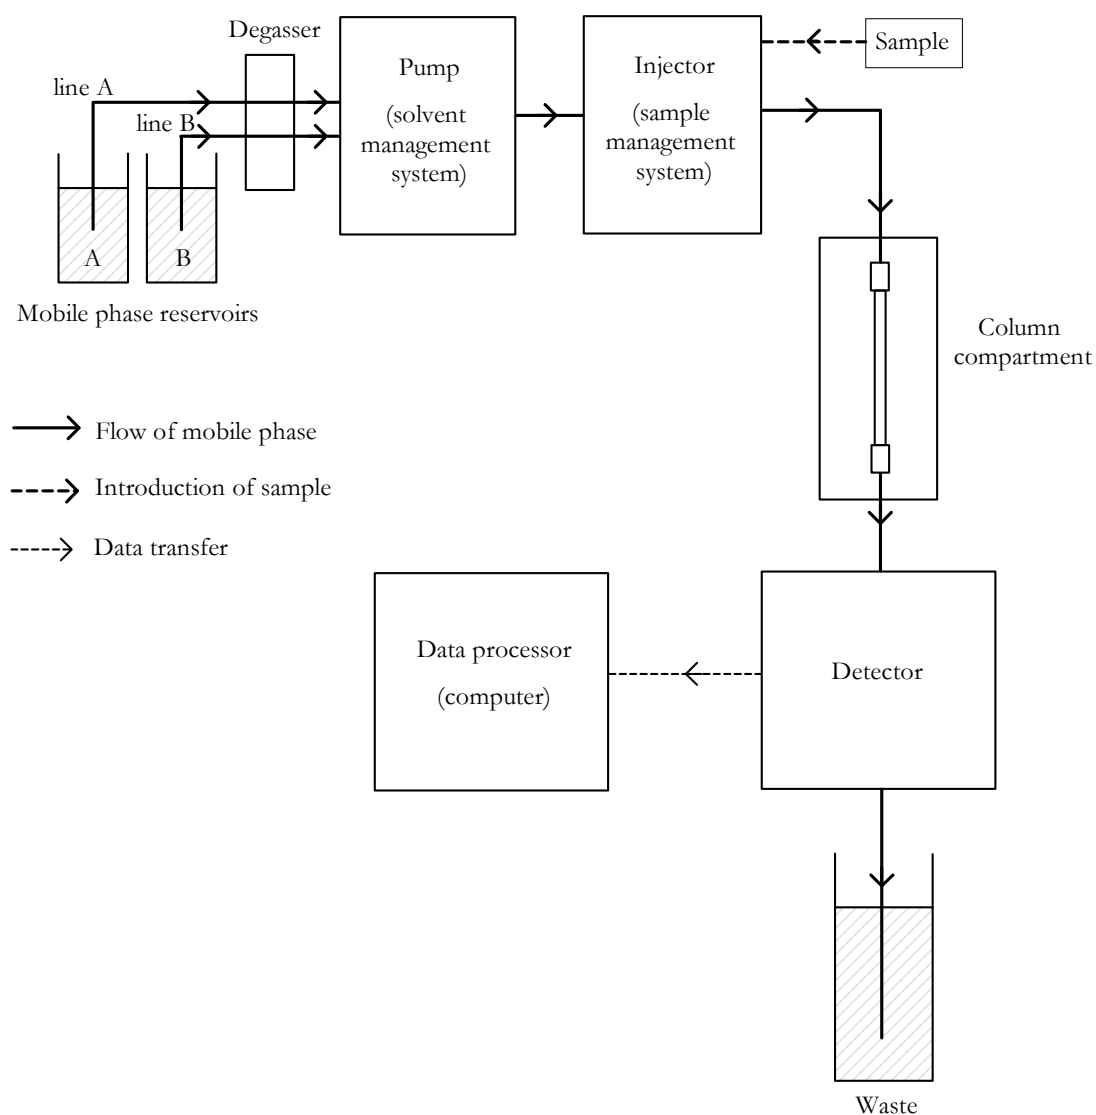 Degasser
line A
line B
A
B
Mobile phase reservoirs
Pump
(solvent
management
system)
Injector
(sample
management
system)
Sample
Column
compartment
Flow of mobile phase
Introduction of sample
Data transfer
Data processor
(computer)
Detector
Waste